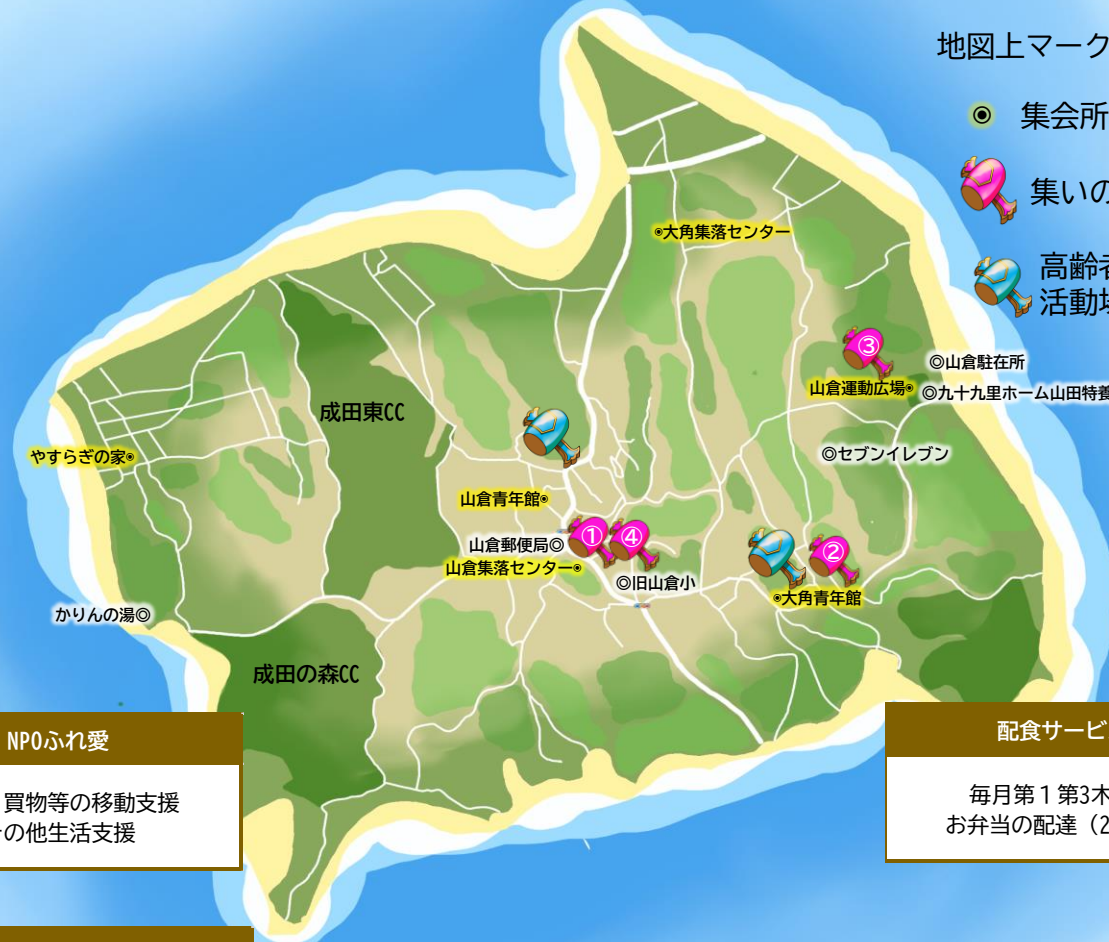 地図上マーク
◉ 集会所
集いの
高齢者
活動場
◉大角集落センター
③
◎山倉駐在所
山倉運動広場◉
◎九十九里ホーム山田特養
成田東CC
◎セブンイレブン
やすらぎの家◉
山倉青年館◉
① ④
山倉郵便局◎
②
山倉集落センター◉
◎旧山倉小
◉大角青年館
かりんの湯◎
成田の森CC
NPOふれ愛
買物等の移動支援
の他生活支援
配食サービ
毎月第1第3木
お弁当の配達(2